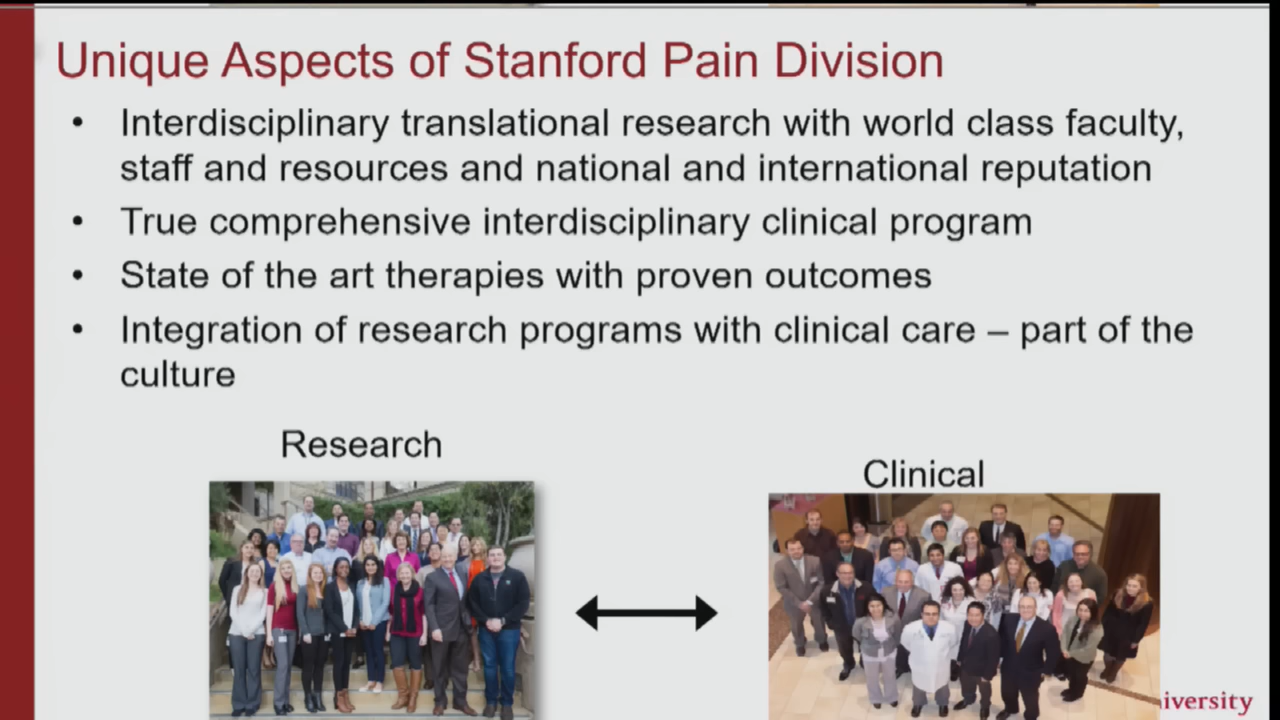 Unique Aspects of Stanford Pain Division
• Interdisciplinary translational research with world class faculty,
staff and resources and national and international reputation
• True comprehensive interdisciplinary clinical program
• State of the art therapies with proven outcomes
• Integration of research programs with clinical care – part of the
culture
Research
Clinical
iversity